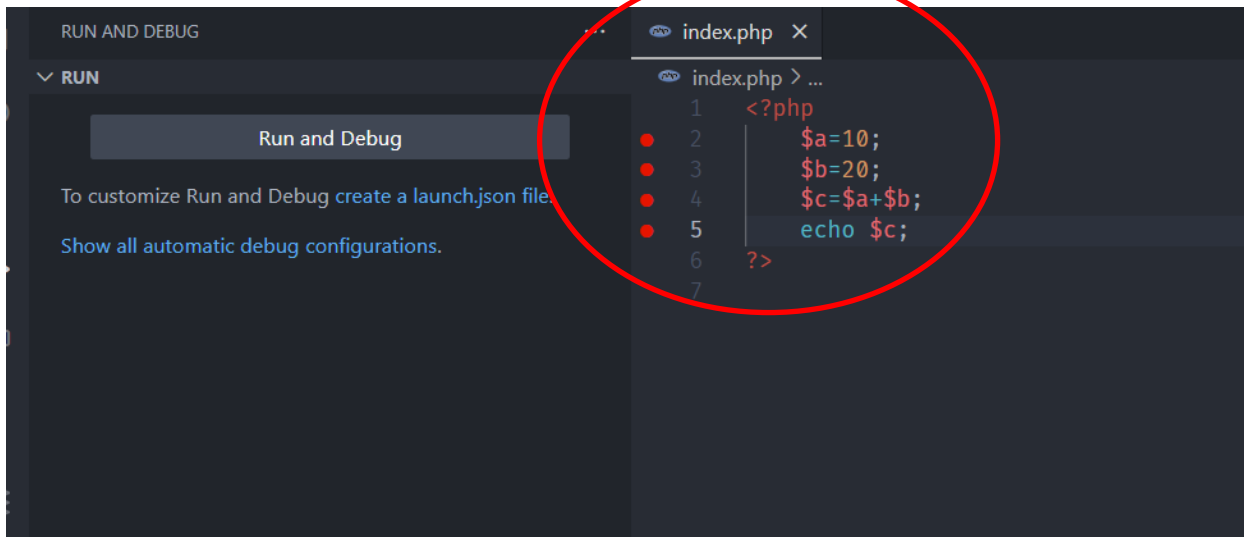 RUN AND DEBUG
RUN
Run and Debug
To customize Run and Debug create a launch.json file.
Show all automatic debug configurations.
index.php
index.php > ...
1 <?php
2 $a=10;
3 $b=20;
4 $c=$a+$b;
5 echo $c;
6 ?>
7